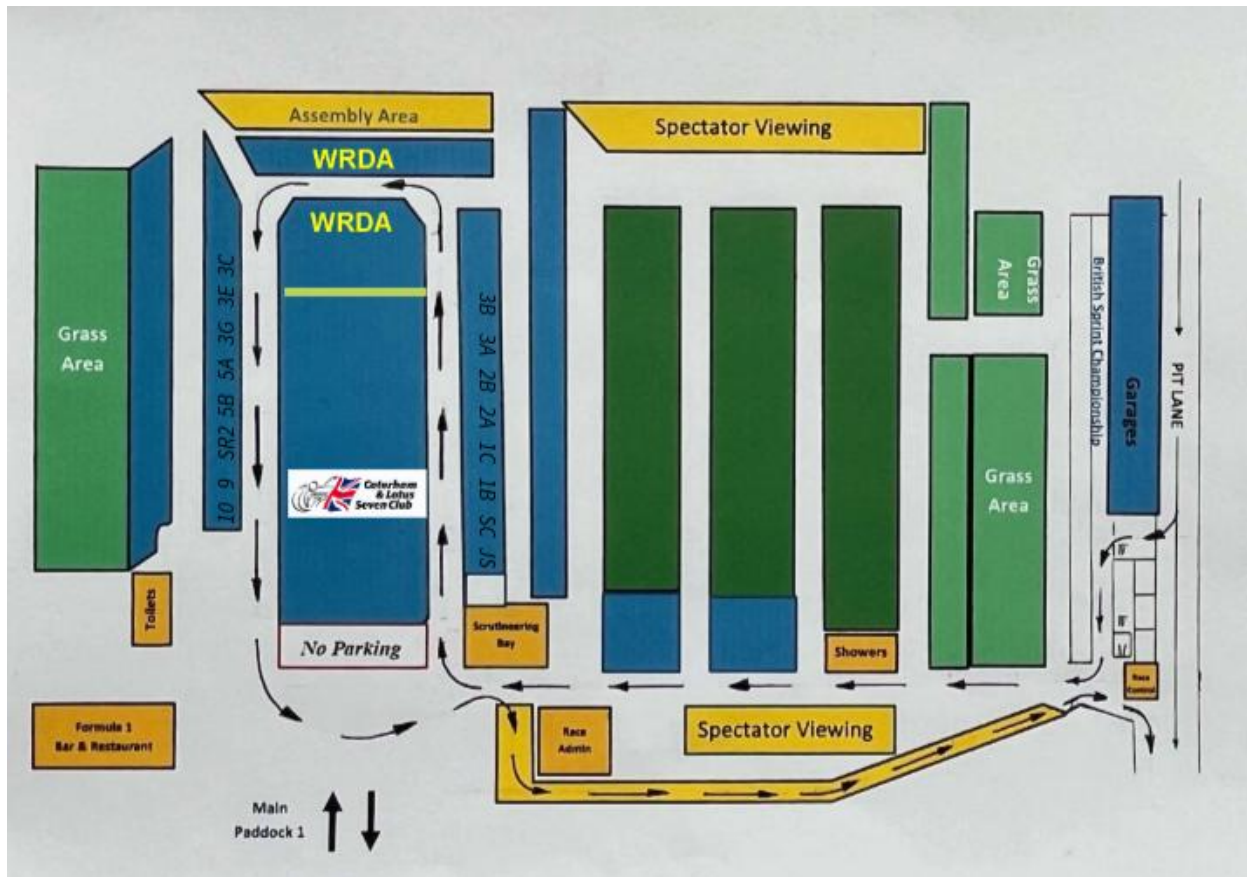 Assembly Area
WRDA
WRDA
Spectator Viewing
Grass
Area
10 9 SR2 5B 5A 3G 3E 3C
3B 3A 2B 2A 1C 1B SC JS
Caterham
& Lotus
Seven Club
Grass
Area
Grass
Area
British Sprint Championship
Garages
PIT LANE
Toilets
No Parking
Scrutineering
Bay
Showers
Race
Control
Formule 1
Bar & Restaurant
Race
Admin
Spectator Viewing
Main
Paddock 1